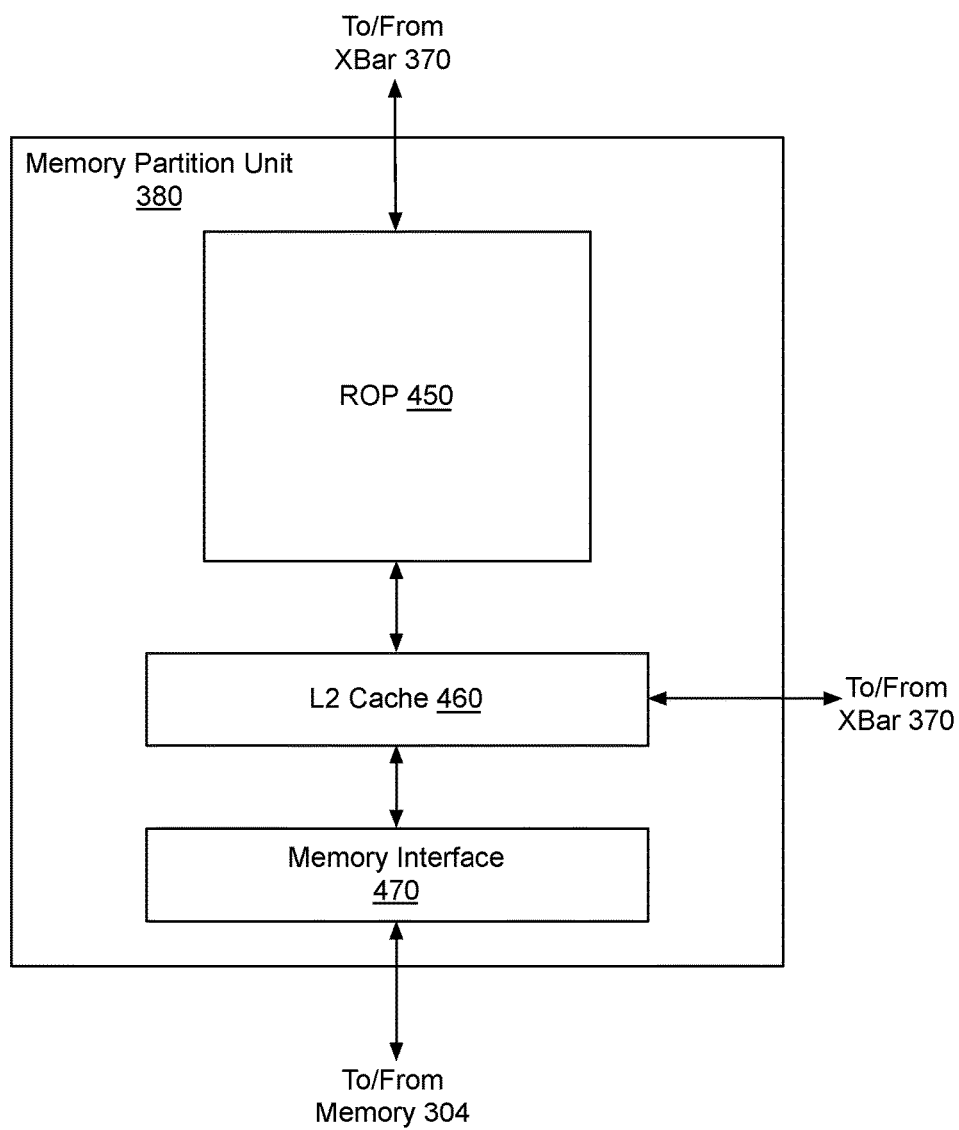 To/From
XBar 370
Memory Partition Unit
380
ROP 450
L2 Cache 460
To/From
XBar 370
Memory Interface
470
To/From
Memory 304